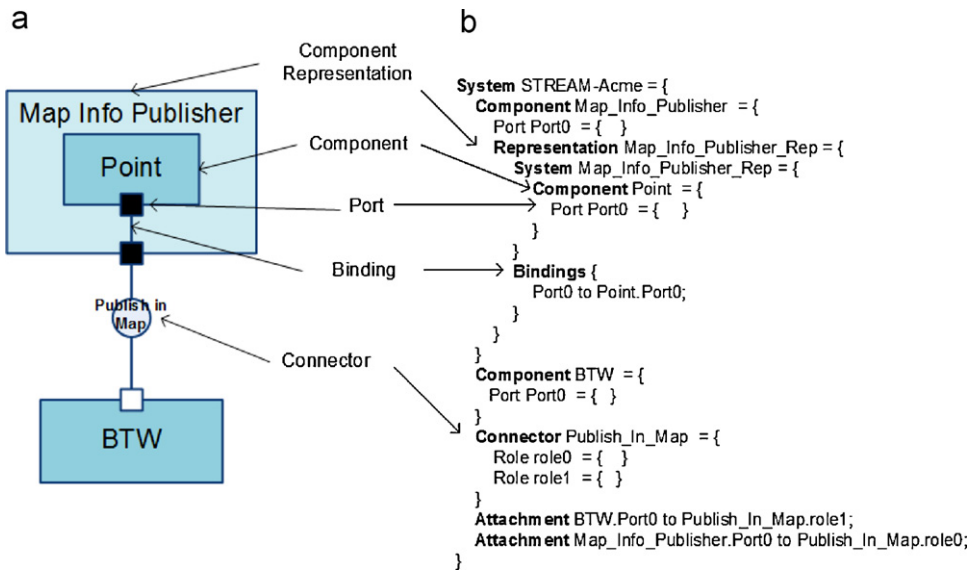 a
Map Info Publisher
Point
Publish in
Map
BTW
Component
Representation
Component
Port
Binding
Connector
b
System STREAM-Acme = {
Component Map_Info_Publisher = {
Port Port0 = { }
Representation Map_Info_Publisher_Rep = {
System Map_Info_Publisher_Rep = {
Component Point = {
Port Port0 = { }
}
}
Bindings {
Port0 to Point.Port0;
}
}
}
Component BTW = {
Port Port0 = { }
}
Connector Publish_In_Map = {
Role role0 = { }
Role role1 = { }
}
Attachment BTW.Port0 to Publish_In_Map.role1;
Attachment Map_Info_Publisher.Port0 to Publish_In_Map.role0;
}